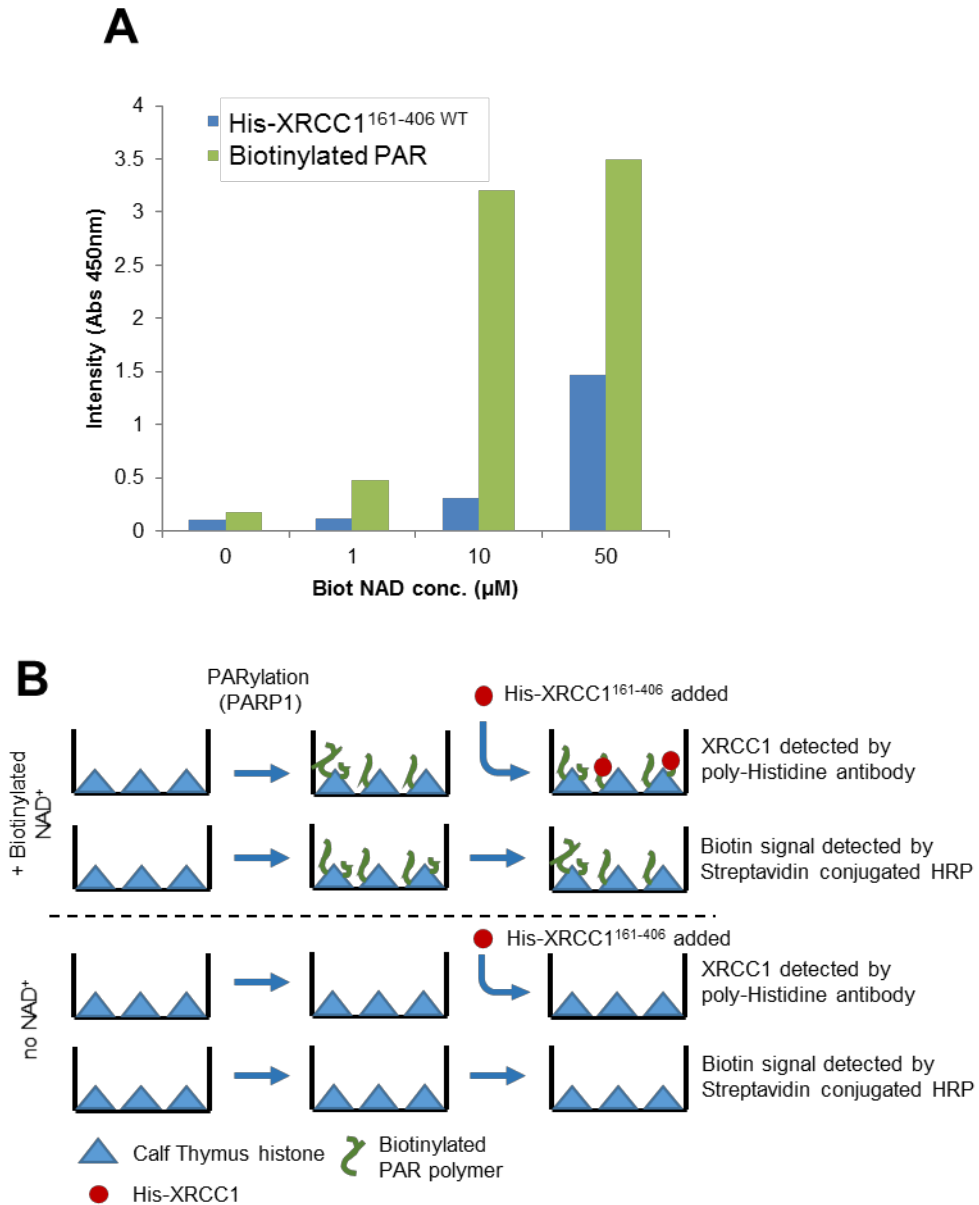 A
His-XRCC1161-406 WT
Biotinylated PAR
4
3.5
3
2.5
2
1.5
1
0.5
0
Intensity (Abs 450nm)
0 1 10 50
Biot NAD conc. (µM)
B
PARylation
(PARP1)
His-XRCC1161-406 added
+ Biotinylated
NAD+
XRCC1 detected by
poly-Histidine antibody
Biotin signal detected by
Streptavidin conjugated HRP
His-XRCC1161-406 added
no NAD+
XRCC1 detected by
poly-Histidine antibody
Biotin signal detected by
Streptavidin conjugated HRP
Calf Thymus histone
Biotinylated
PAR polymer
His-XRCC1